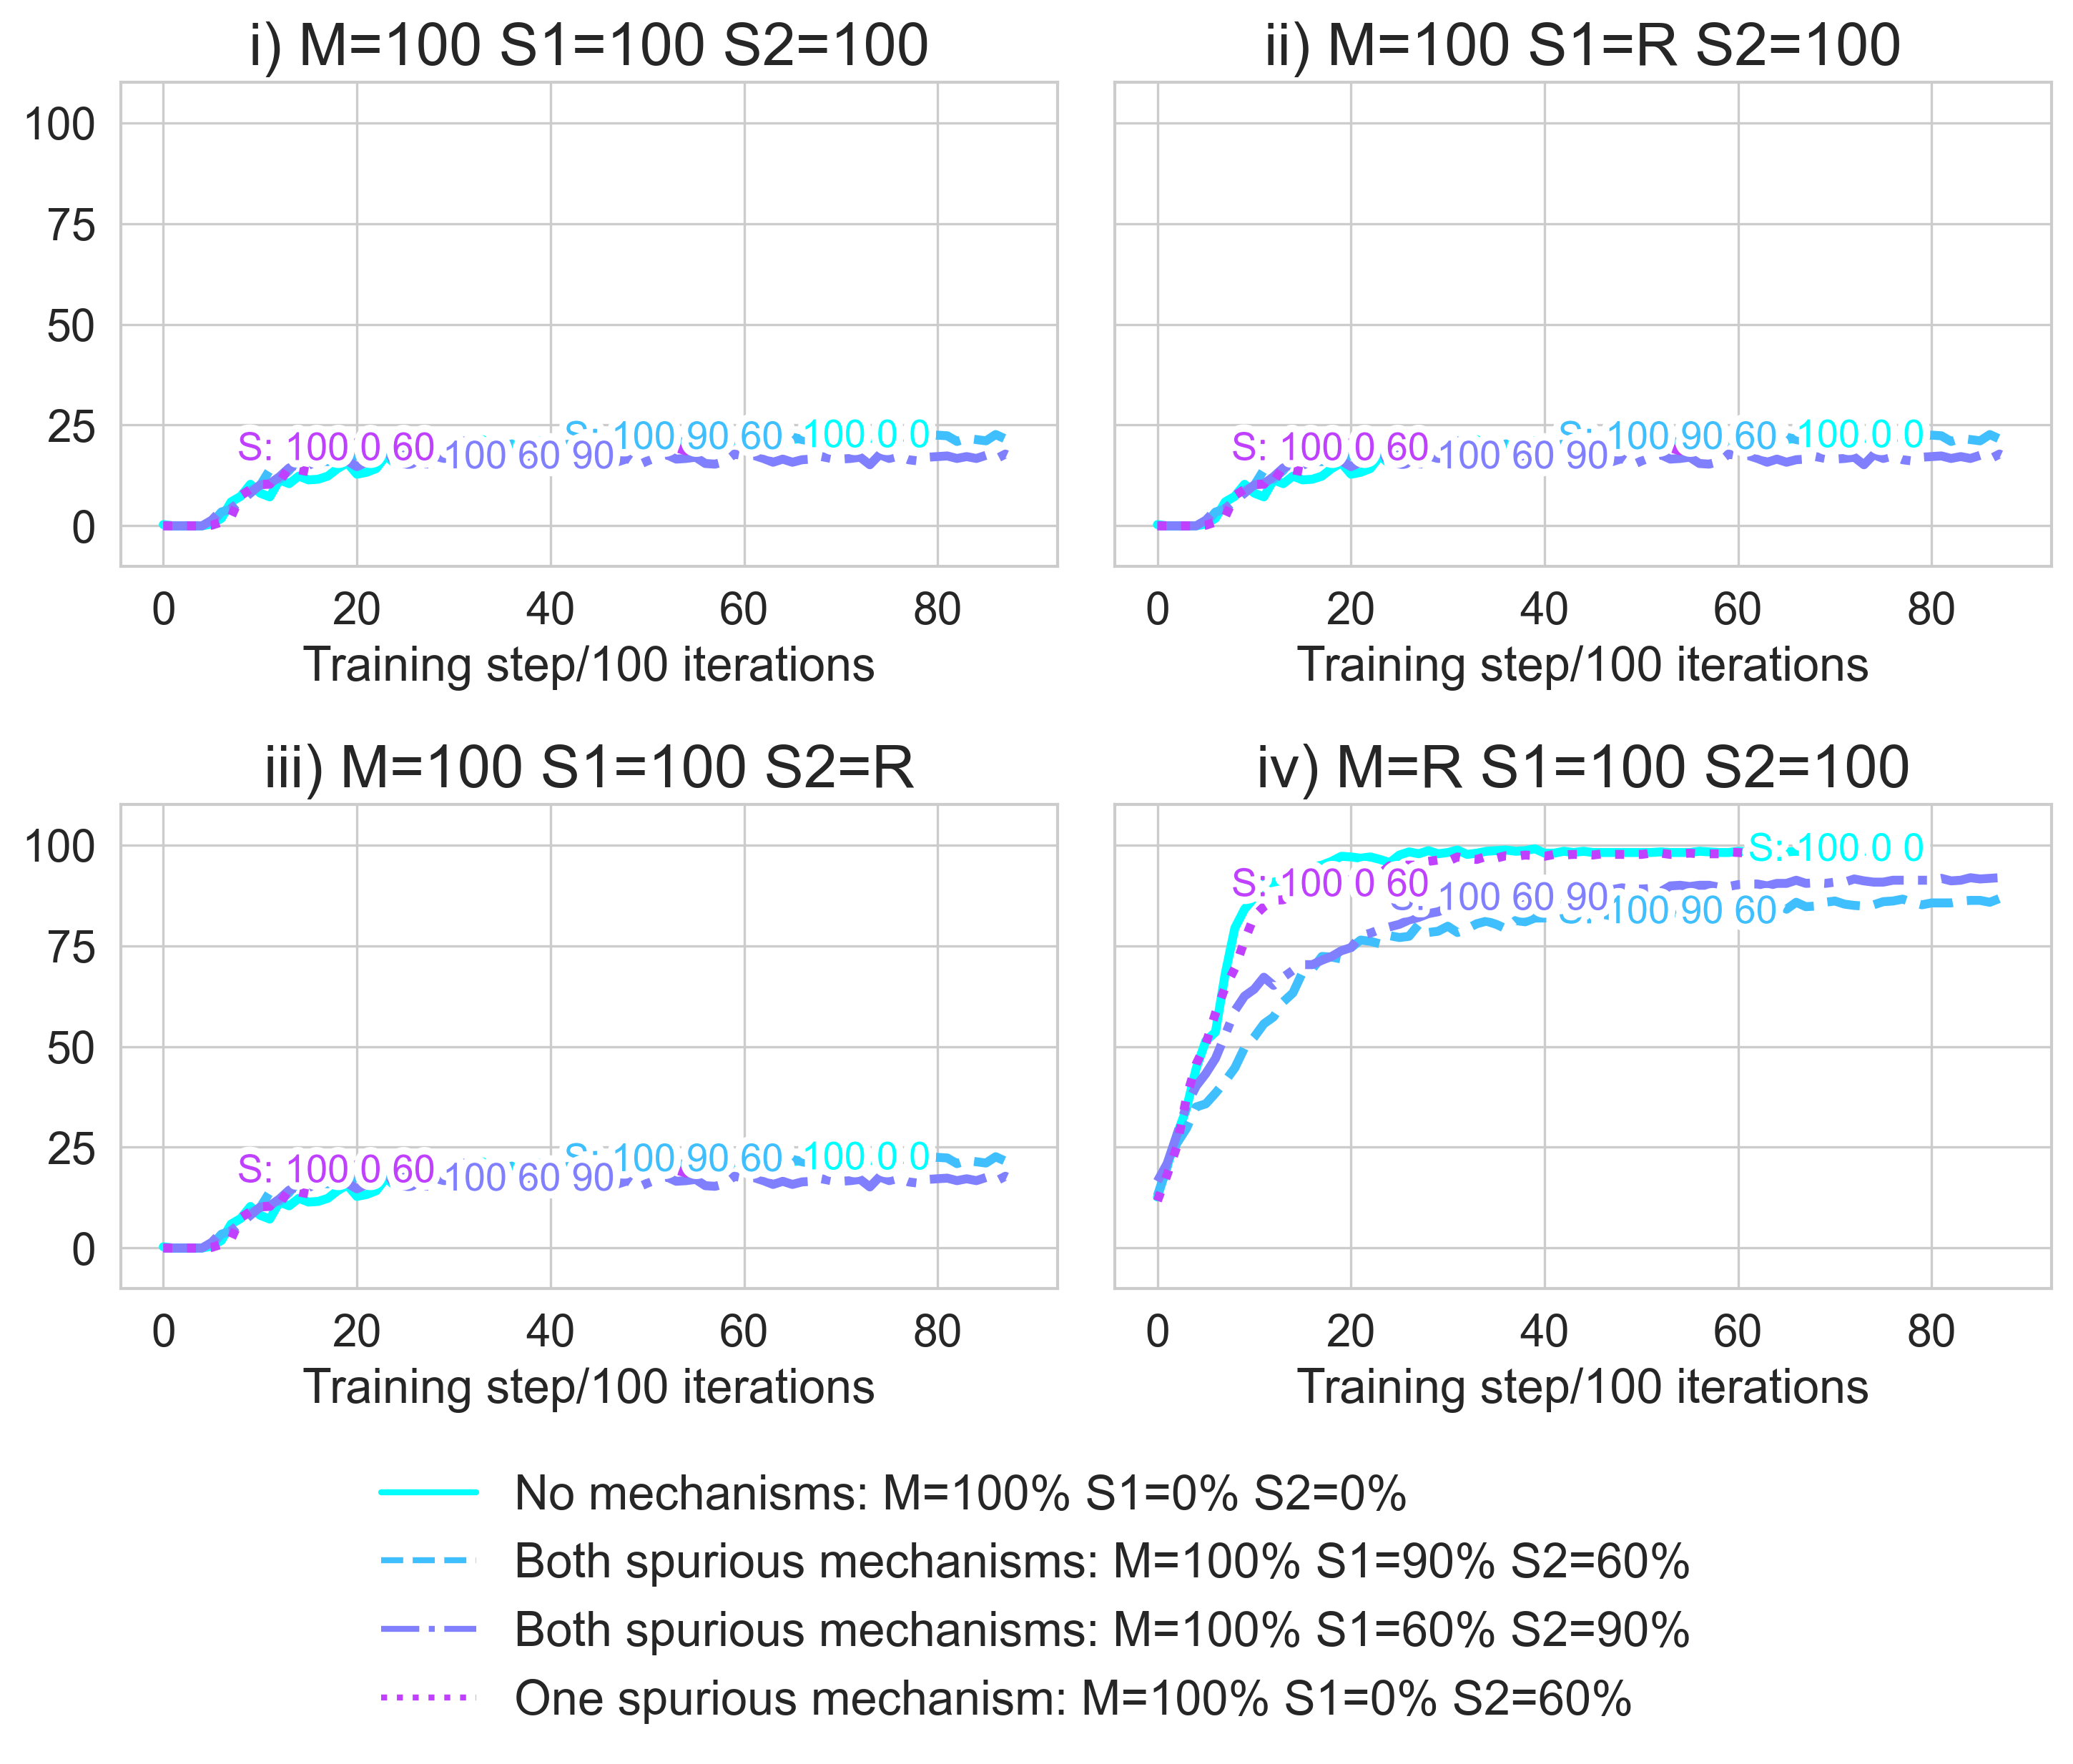 i) M=100 S1=100 S2=100
ii) M=100 S1=R S2=100
100
75
50
25
0
S: 100 0 60
100 60 90
S: 100 90 60
100 0 0
S: 100 0 60
100 60 90
S: 100 90 60
100 0 0
0 20 40 60 80
0 20 40 60 80
Training step/100 iterations
Training step/100 iterations
iii) M=100 S1=100 S2=R
iv) M=R S1=100 S2=100
100
75
50
25
0
S: 100 0 60
100 60 90
S: 100 90 60
100 0 0
S: 100 0 0
S: 100 0 60
S: 100 60 90
S: 100 90 60
0 20 40 60 80
0 20 40 60 80
Training step/100 iterations
Training step/100 iterations
No mechanisms: M=100% S1=0% S2=0%
Both spurious mechanisms: M=100% S1=90% S2=60%
Both spurious mechanisms: M=100% S1=60% S2=90%
One spurious mechanism: M=100% S1=0% S2=60%